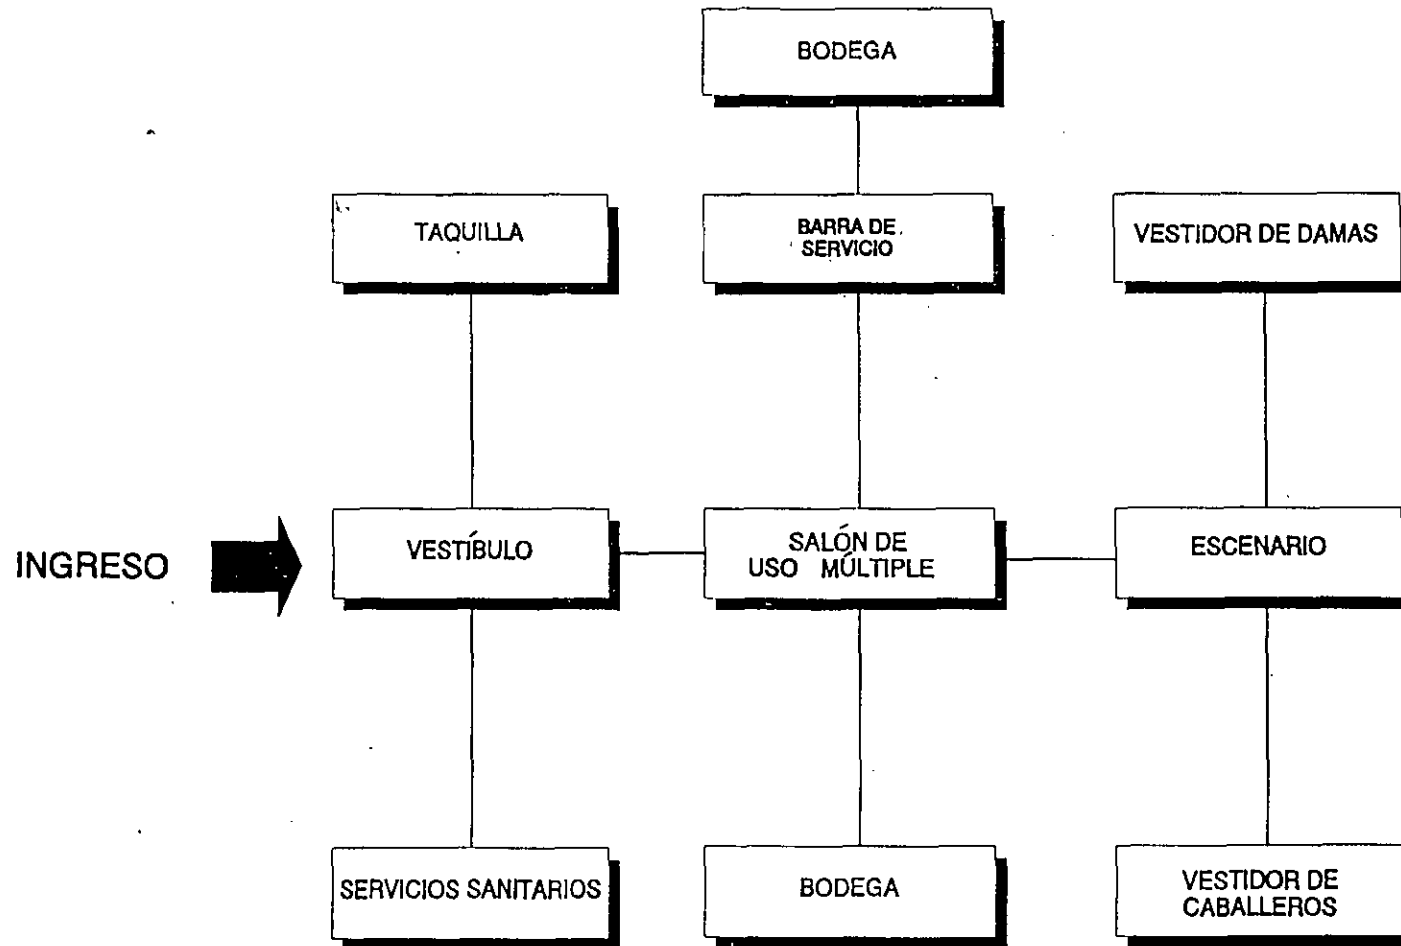 BODEGA
TAQUILLA
BARRA DE
SERVICIO
VESTIDOR DE DAMAS
INGRESO
VESTÍBULO
SALÓN DE
USO MÚLTIPLE
ESCENARIO
SERVICIOS SANITARIOS
BODEGA
VESTIDOR DE
CABALLEROS